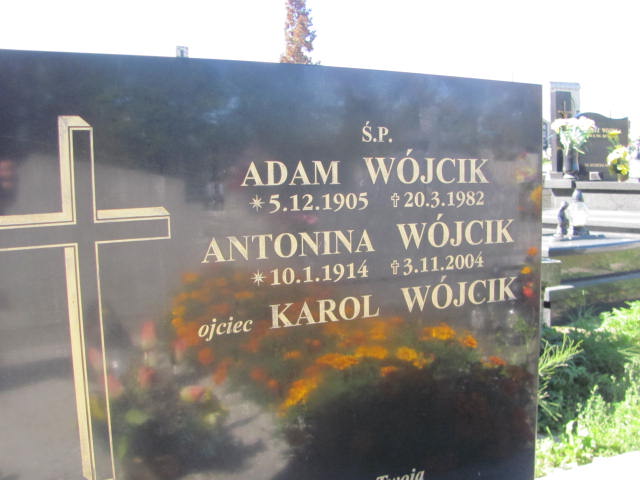 Ś.P.
ADAM WÓJCIK
✶ 5.12.1905 ✝ 20.3.1982
ANTONINA WÓJCIK
✶ 10.1.1914 ✝ 3.11.2004
ojciec KAROL WÓJCIK
Twoja